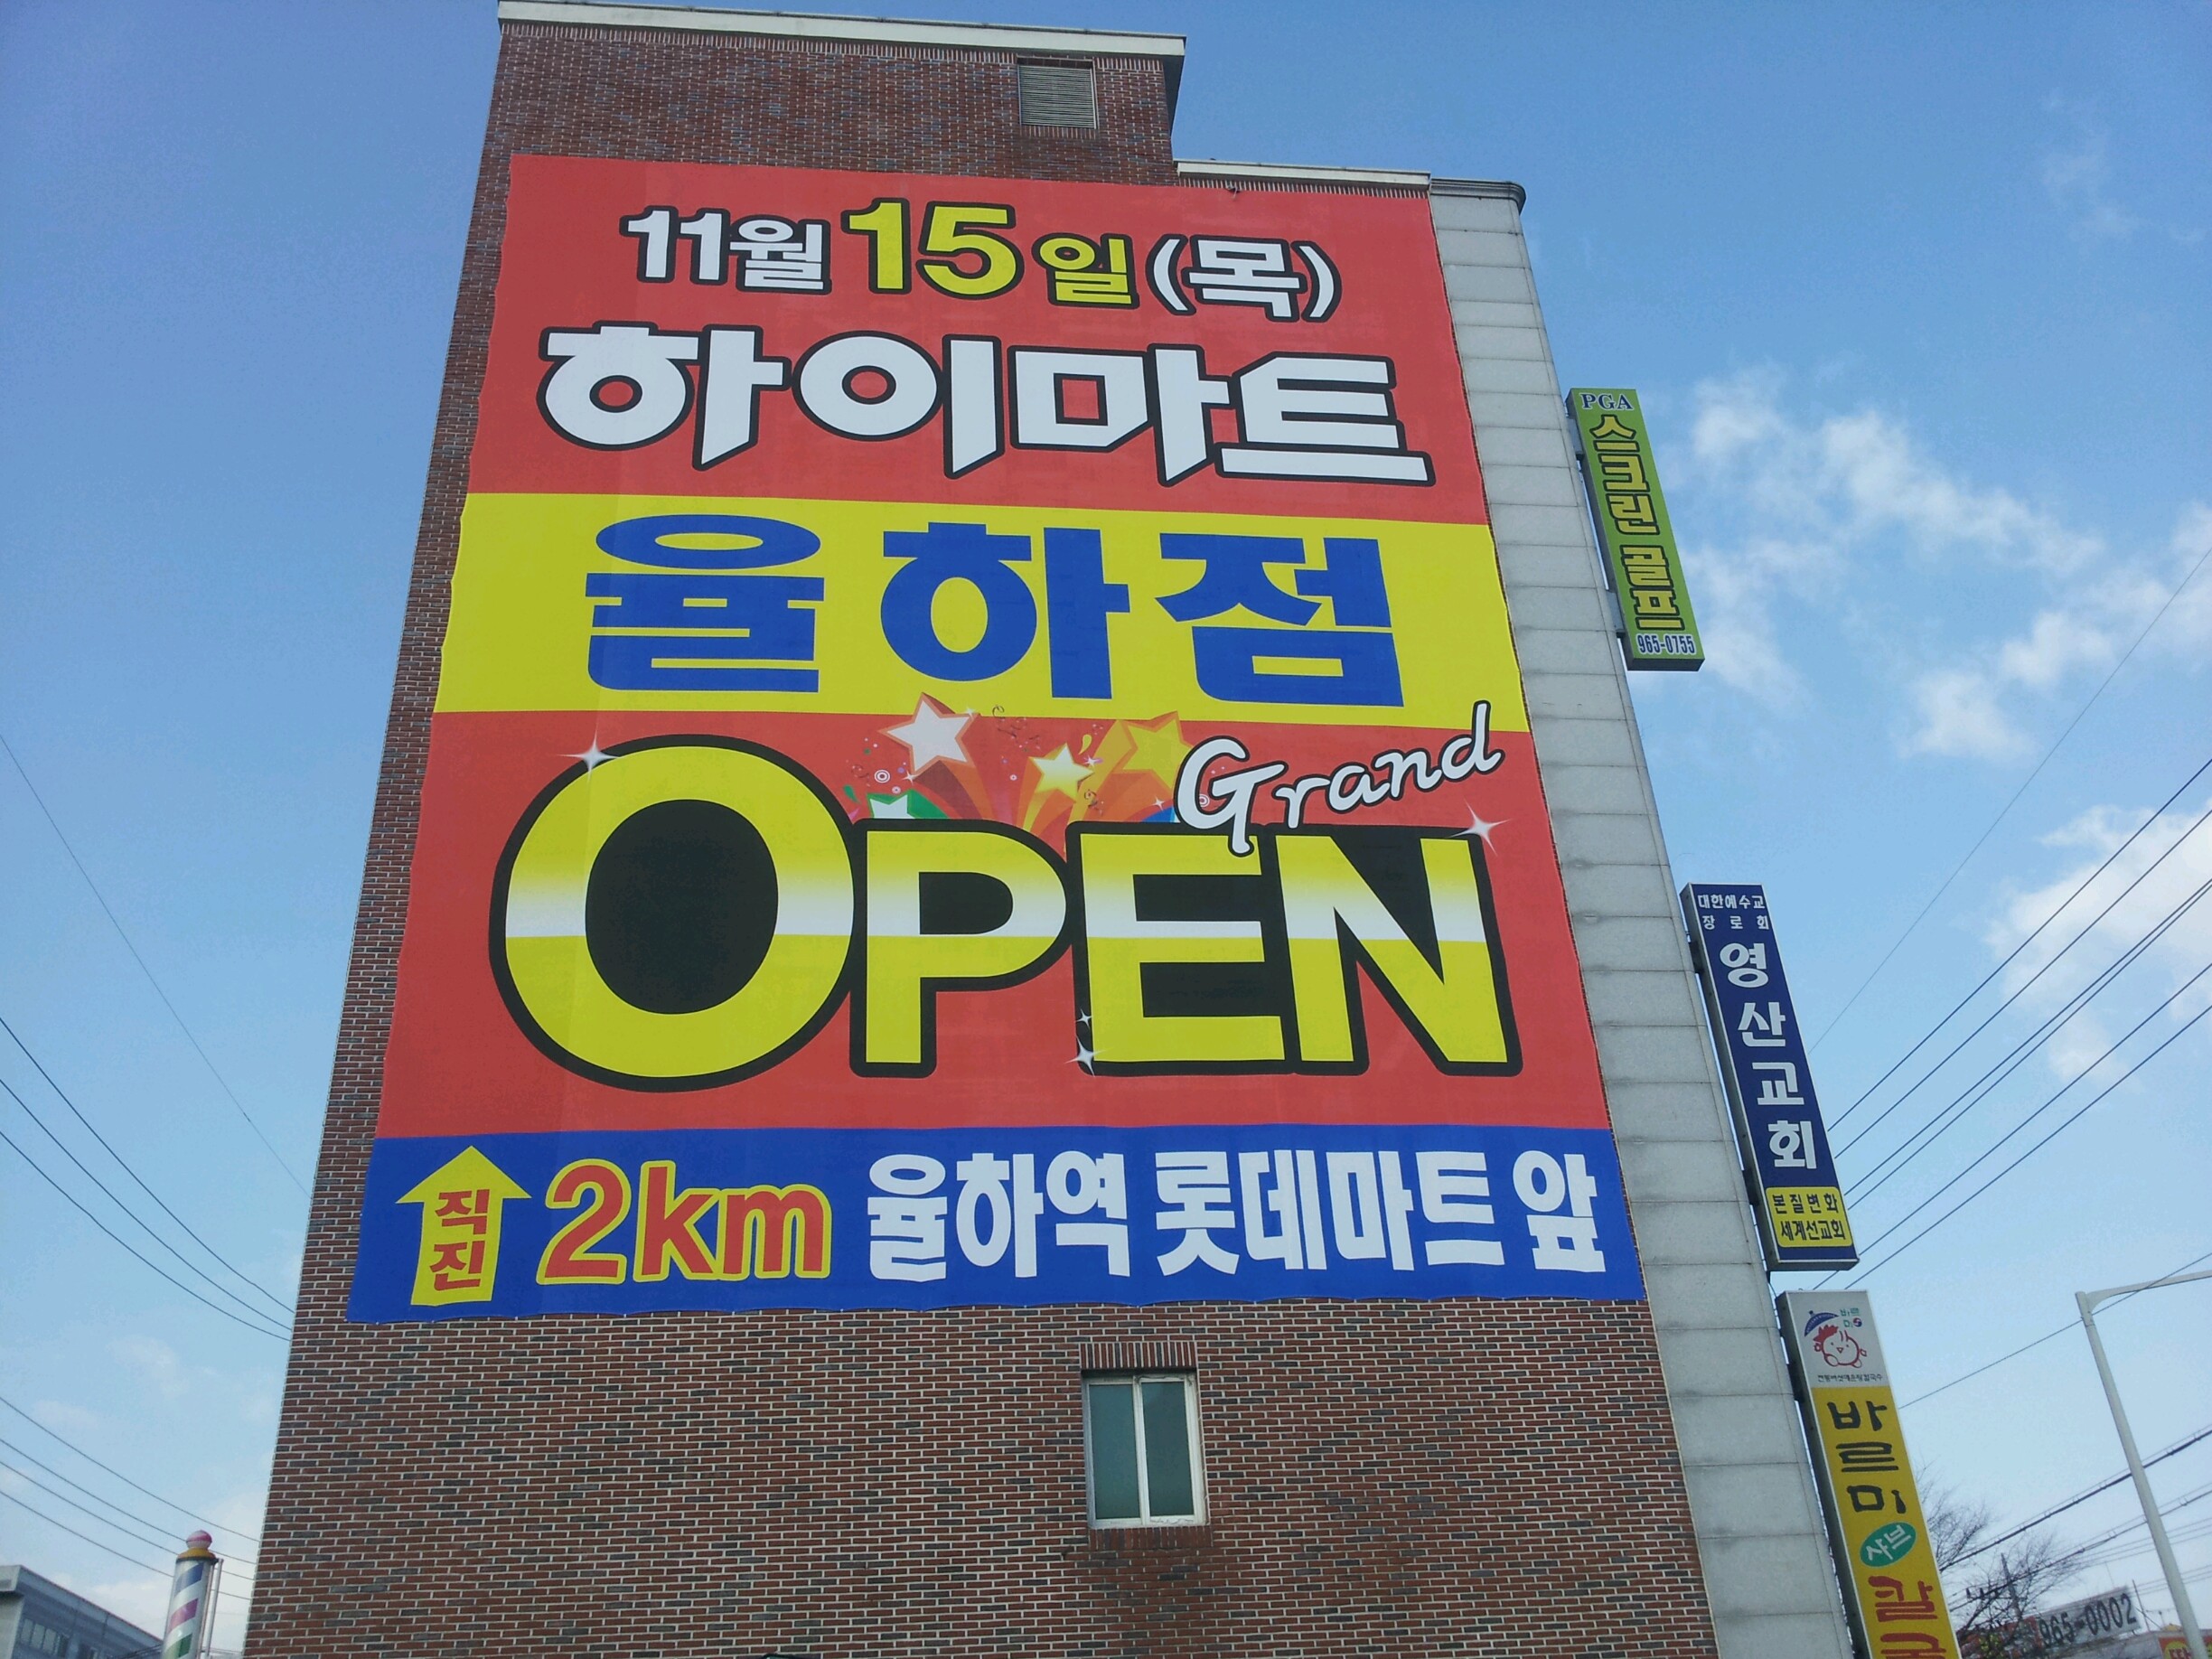 11월 15일(목)
하이마트
율하점
Grand
OPEN
직진
2km 율하역 롯데마트 앞
PGA
스크린 골프
965-0755
대한예수교
장로회
영산교회
본질변화
세계선교회
바르미
샤브
칼국
965-0002